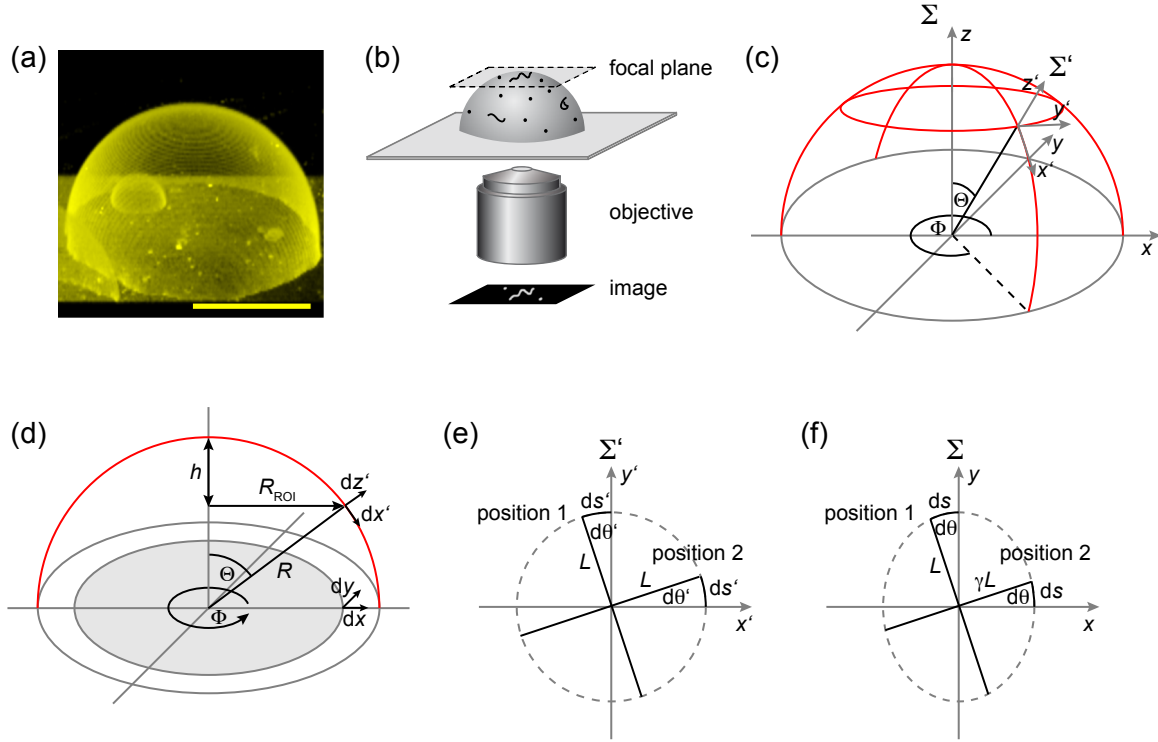 (a)
(b)
focal plane
objective
image
(c)
Σ
z
Σ‘
z‘
y‘
y
x‘
Θ
Φ
x
(d)
h
R_ROI
dz‘
dx‘
Θ
R
Φ
dy
dx
(e)
Σ‘
y‘
ds‘
position 1
dθ‘
position 2
L
L
dθ‘
ds‘
x‘
(f)
Σ
y
ds
position 1
dθ
position 2
L
γL
dθ
ds
x